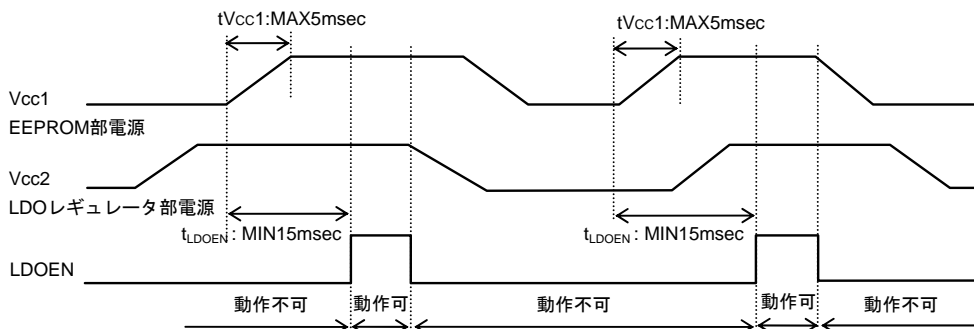 tVcc1:MAX5msec
tVcc1:MAX5msec
Vcc1
EEPROM部電源
Vcc2
LDOレギュレータ部電源
tLDOEN : MIN15msec
tLDOEN : MIN15msec
LDOEN
動作不可
動作可
動作不可
動作可
動作不可